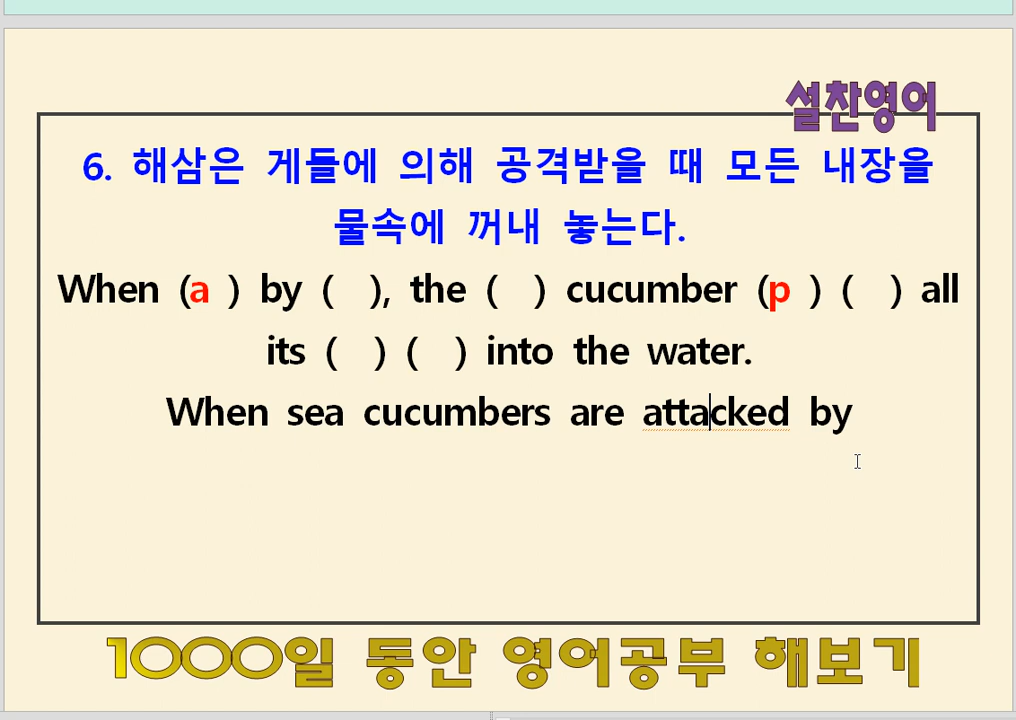 설찬영어
6. 해삼은 게들에 의해 공격받을 때 모든 내장을
물속에 꺼내 놓는다.
When (a ) by ( ), the ( ) cucumber (p ) ( ) all
its ( ) ( ) into the water.
When sea cucumbers are attacked by
1000일 동안 영어공부 해보기